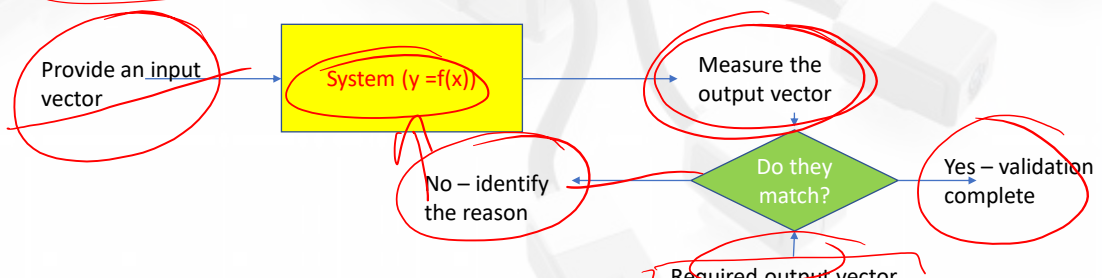 Provide an input
vector
System (y =f(x))
Measure the
output vector
Do they
match?
No – identify
the reason
Yes – validation
complete
Required output vector